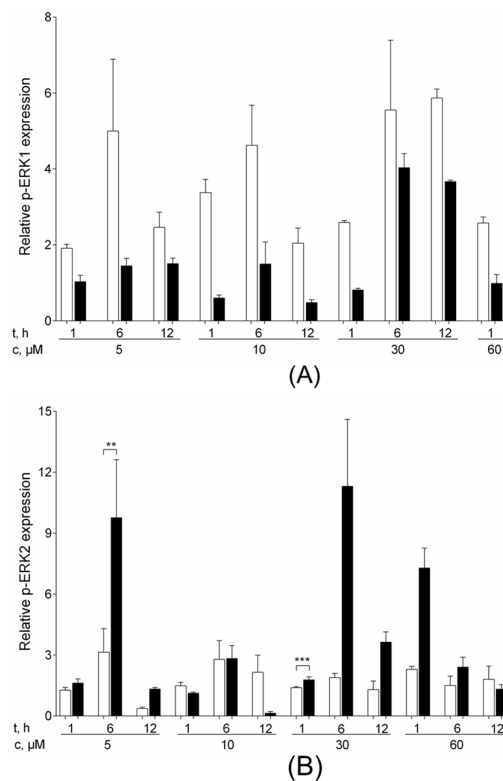 8
6
4
2
0
Relative p-ERK1 expression
t, h 1 6 12 1 6 12 1 6 12 1
c, µM 5 10 30 60
(A)
15
12
9
6
3
0
Relative p-ERK2 expression
**
***
t, h 1 6 12 1 6 12 1 6 12 1 6 12
c, µM 5 10 30 60
(B)